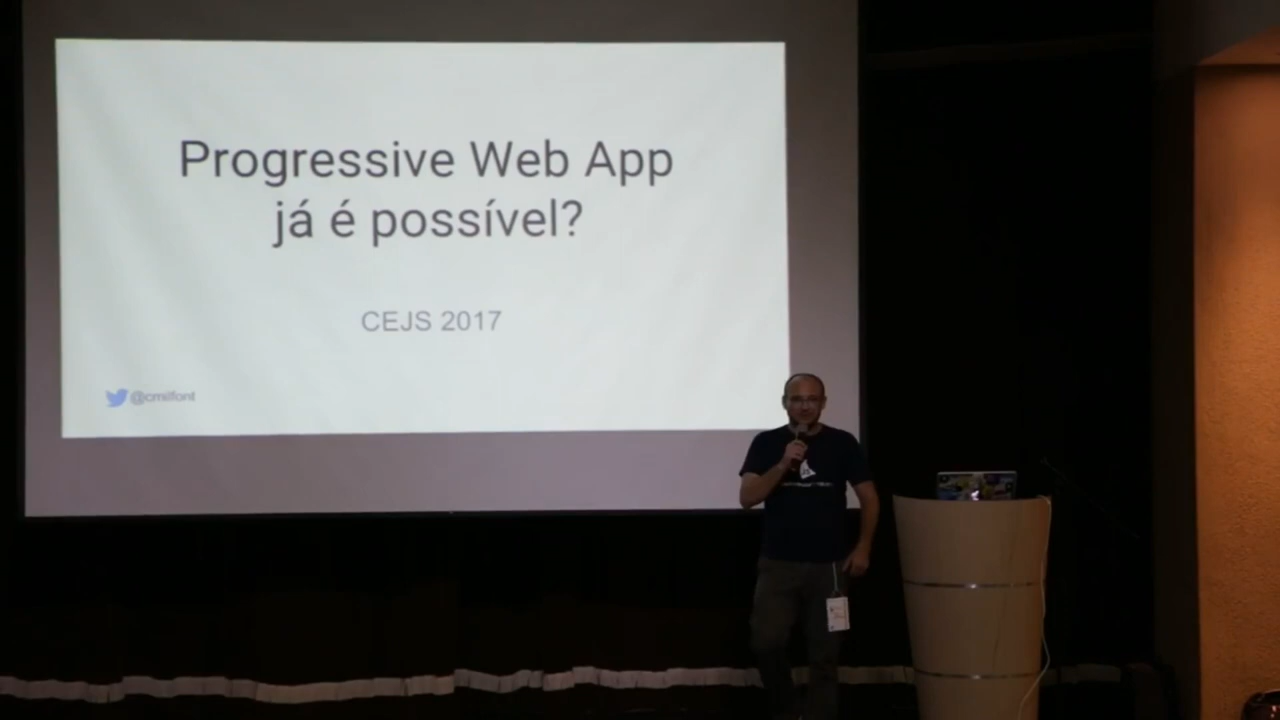 Progressive Web App
já é possível?
CEJS 2017
@cmilfont